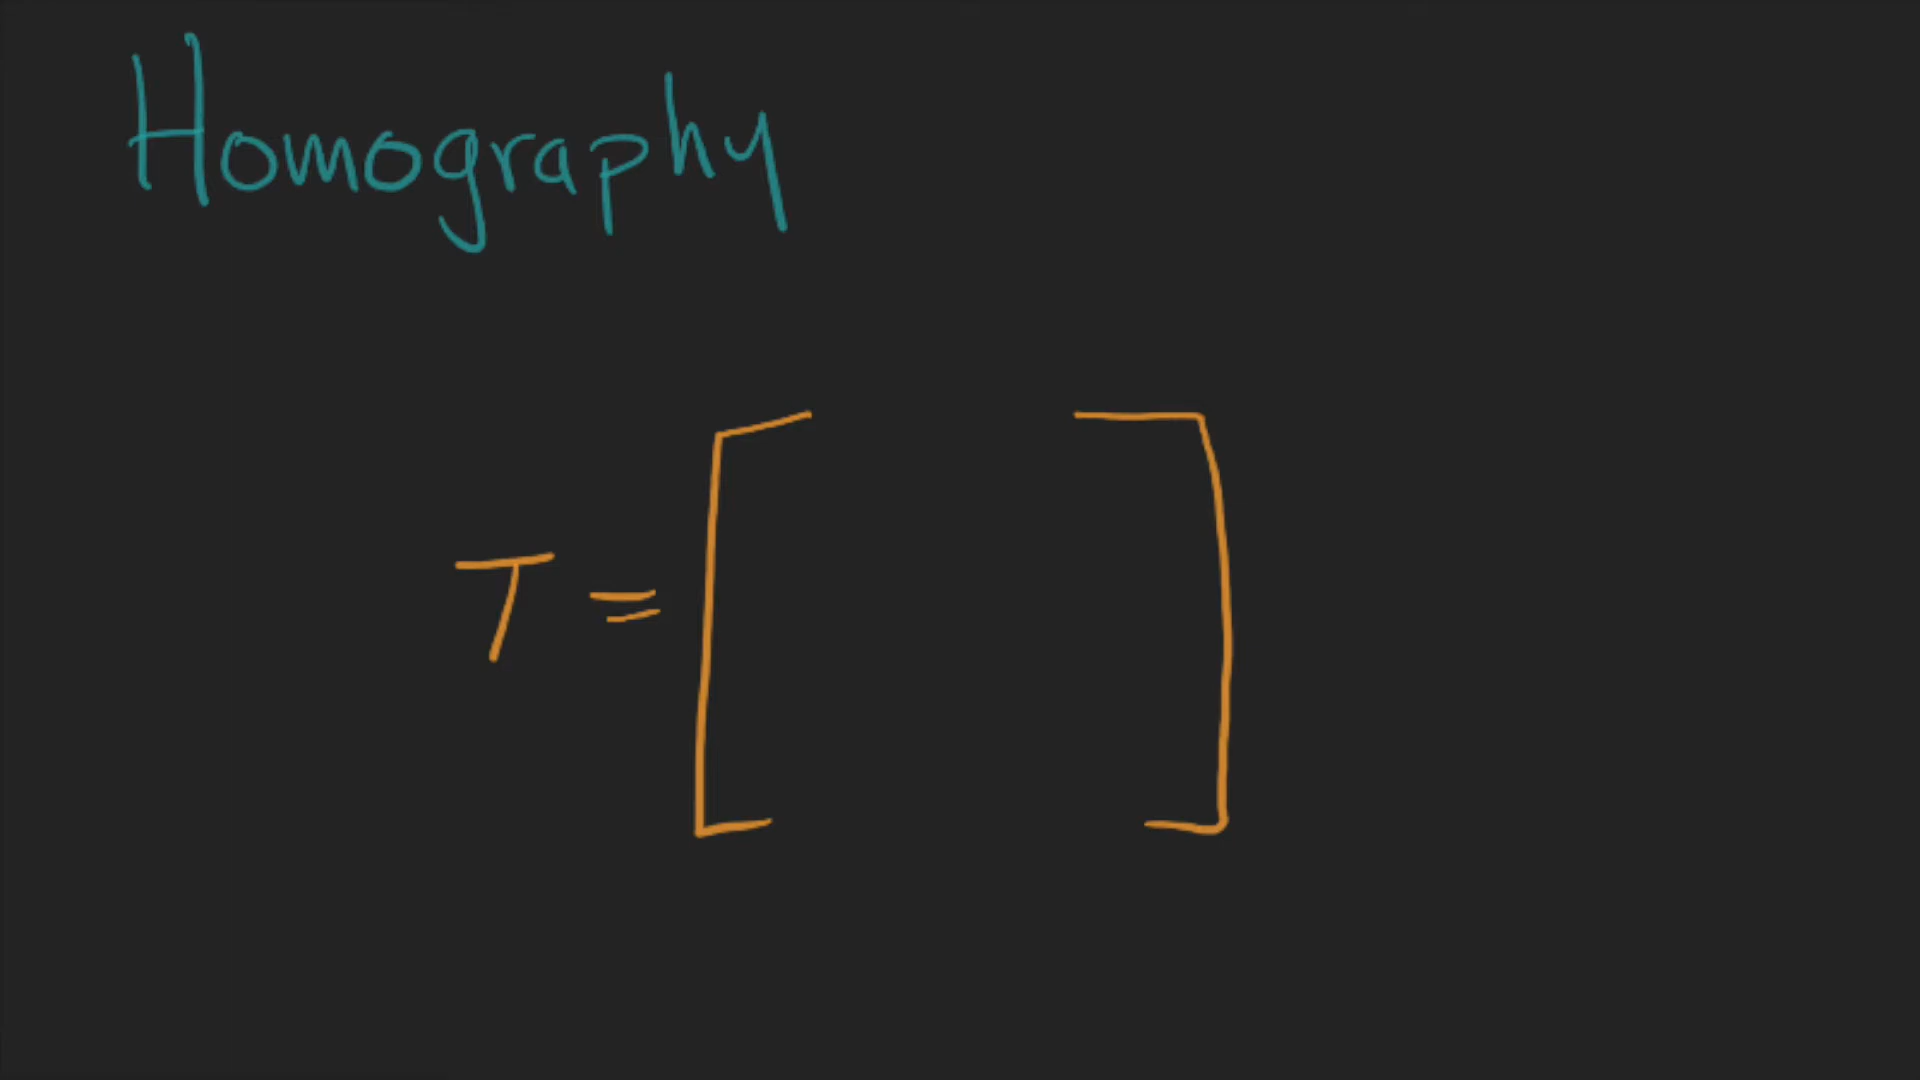 Homography
T = [ ]